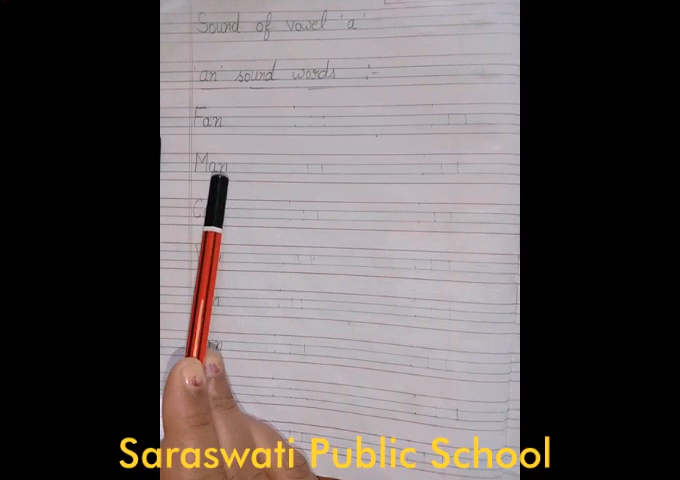 Sound of vowel 'a'
'an' sound words :-
Fan
Man
Saraswati Public School